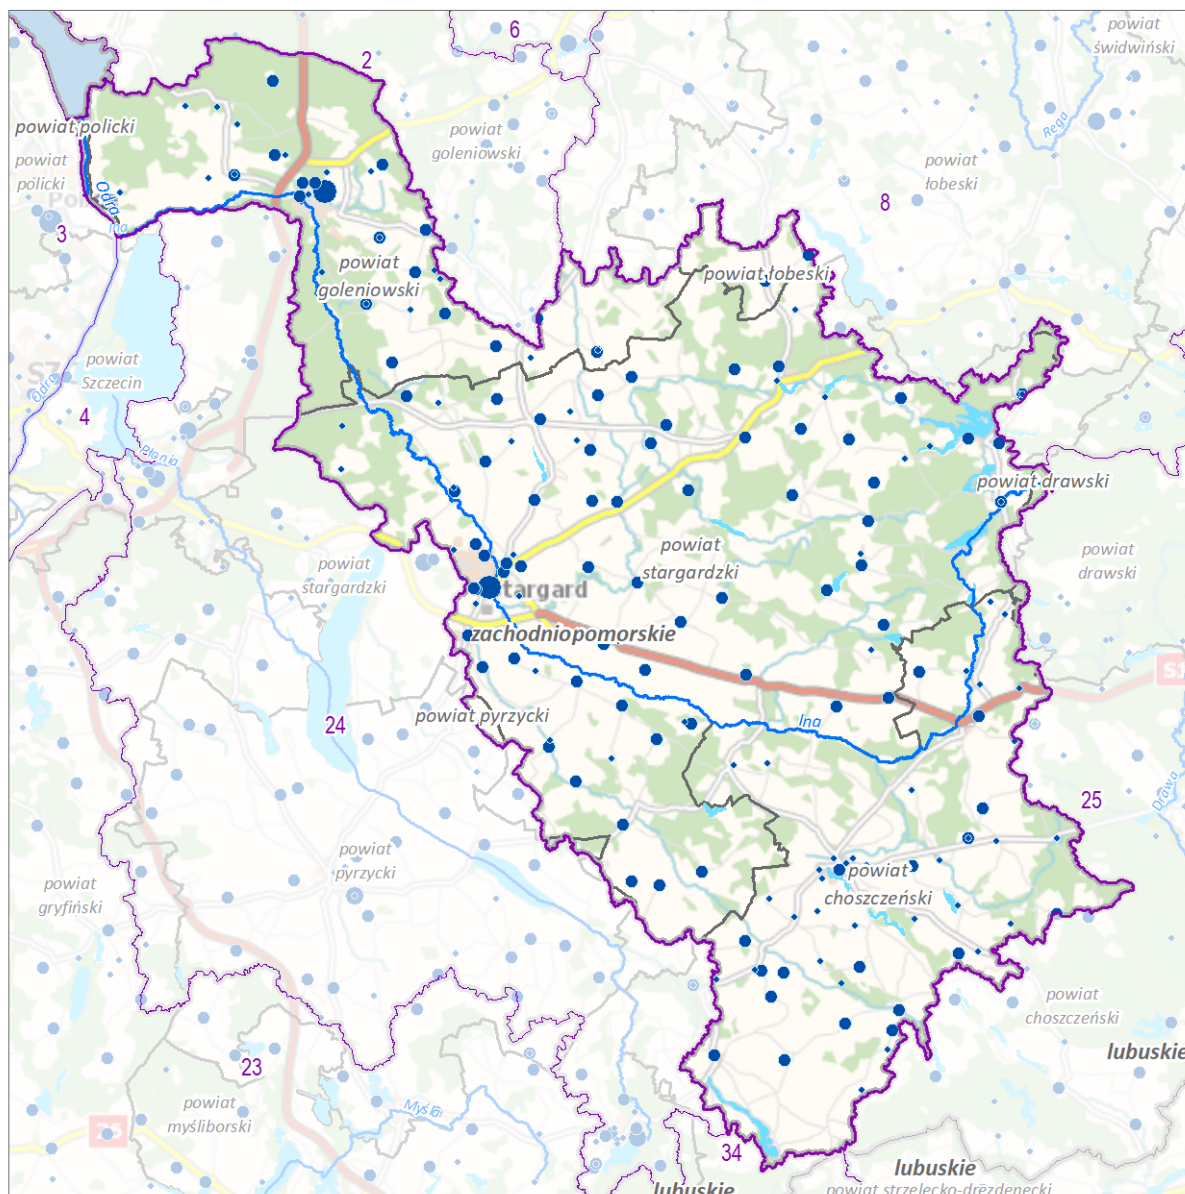 6
powiat
świdwiński
2
powiat policki
powiat
goleniowski
Rega
powiat
policki
powiat
łobeski
Odra
Ina
8
3
powiat
goleniowski
powiat łobeski
powiat
Szczecin
Odra
4
Płonia
powiat drawski
powiat
stargardzki
powiat
stargardzki
powiat
drawski
targard
zachodniopomorskie
S1
24
powiat pyrzycki
Ina
25
Drawa
powiat
pyrzycki
powiat
choszczeński
powiat
gryfiński
powiat
choszczeński
23
lubuskie
powiat
myśliborski
Myśla
34
lubuskie
lubuskie
powiat strzelecko-drezdenecki